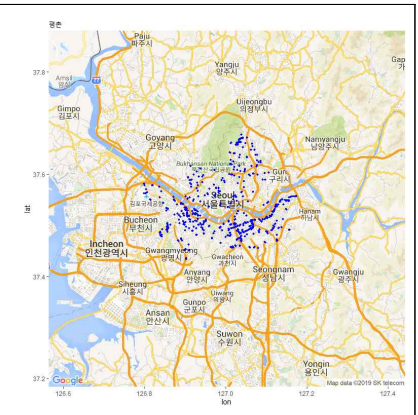 평촌
Paju
파주시
Yangju
양주시
37.8
Uijeongbu
의정부시
Gimpo
김포시
Goyang
고양시
Namyangju
남양주시
Bukhansan National
Guri
구리시
37.6
Seoul
서울특별시
김포국제공항
Hanam
하남시
Bucheon
부천시
Incheon
인천광역시
Gwangmyeong
광명시
Gwacheon
과천시
lat
37.4
Anyang
안양시
Seongnam
성남시
Gwangju
광주시
Siheung
시흥시
Gunpo
군포시
Uiwang
의왕시
Ansan
안산시
Suwon
수원시
Yongin
용인시
37.2
Google
Map data ©2019 SK telecom
126.6
126.8
127.0
127.2
127.4
lon